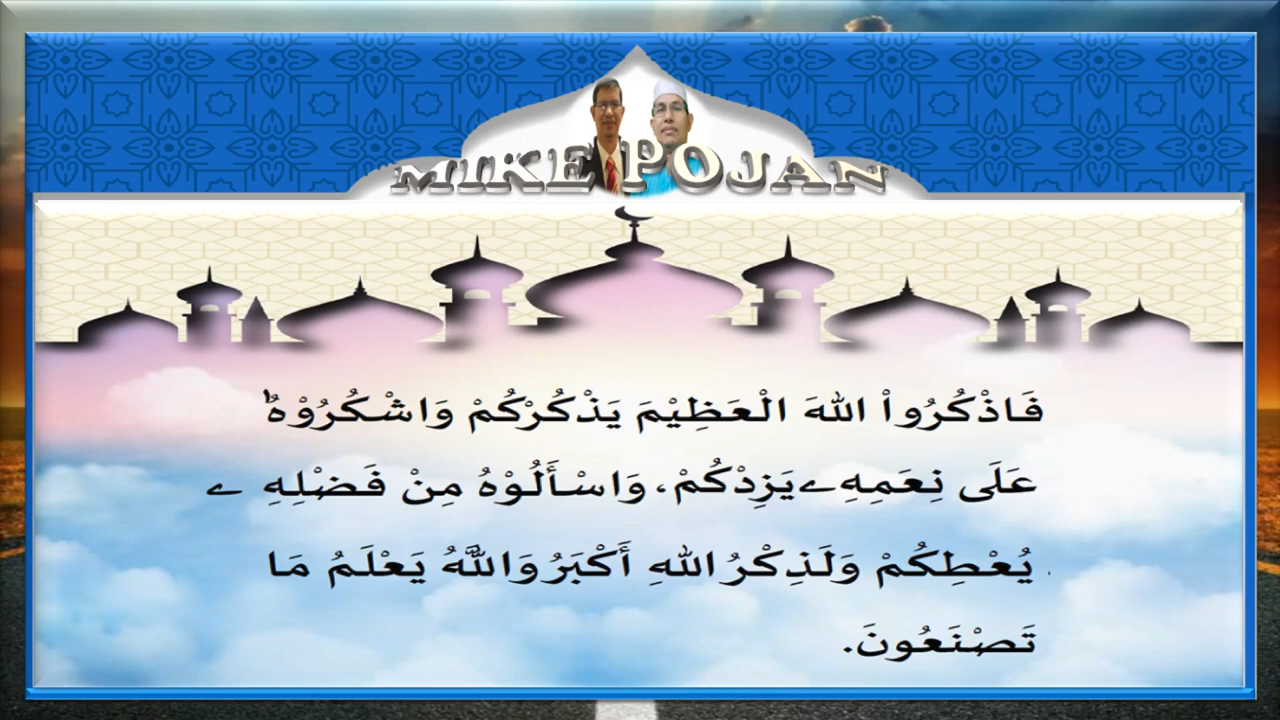 MIKE POJAN
فَاذْكُرُواْ اللهَ الْعَظِيْمَ يَذْكُرْكُمْ وَاشْكُرُوْهُ
عَلَى نِعَمِهِ ے يَزِدْكُمْ، وَاسْأَلُوْهُ مِنْ فَضْلِهِ ے
يُعْطِكُمْ وَلَذِكْرُ اللهِ أَكْبَرُ وَاللَّهُ يَعْلَمُ مَا
تَصْنَعُونَ.